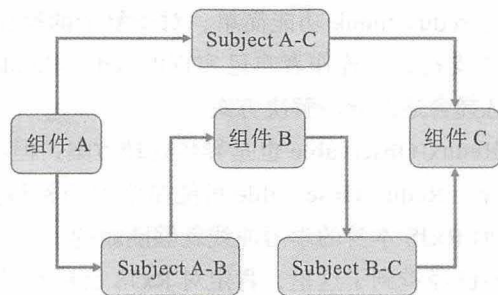 Subject A-C
组件 A
组件 B
组件 C
Subject A-B
Subject B-C